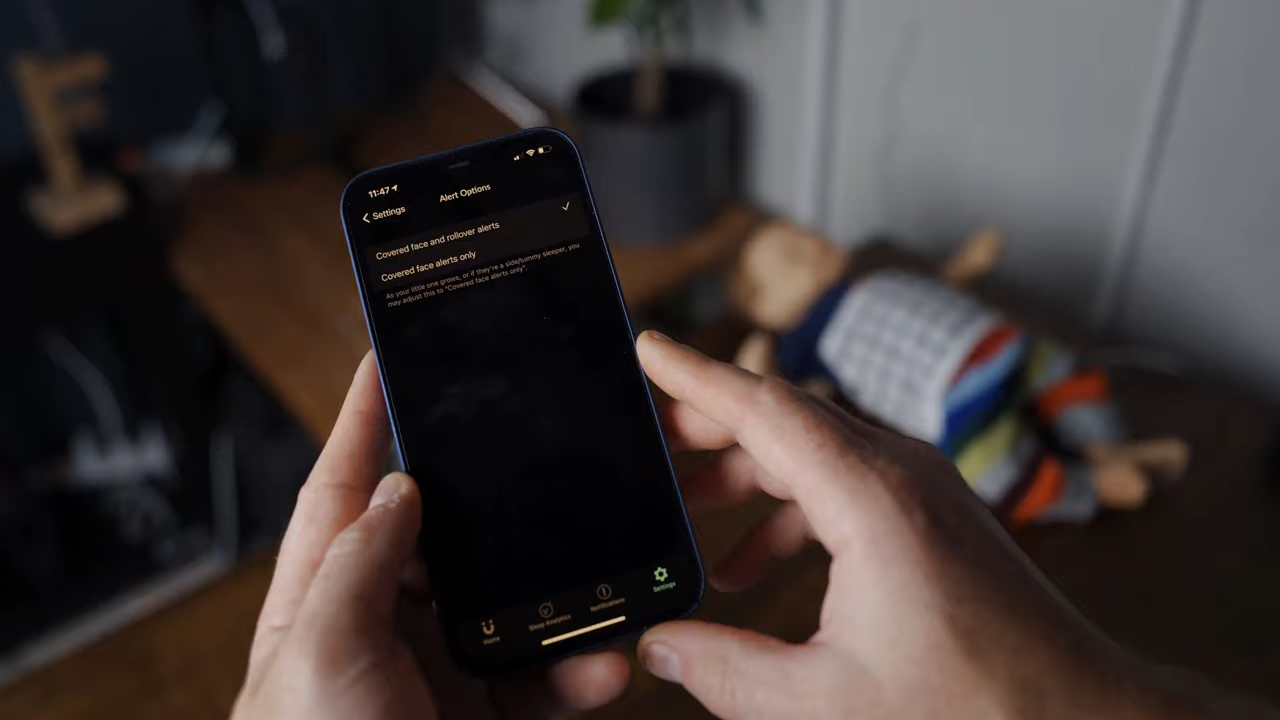 11:47
Settings
Alert Options
Covered face and rollover alerts
Covered face alerts only
As your little one grows, or if they're a side/tummy sleeper, you
may adjust this to "Covered face alerts only".
Home
Sleep Analytics
Notifications
Settings